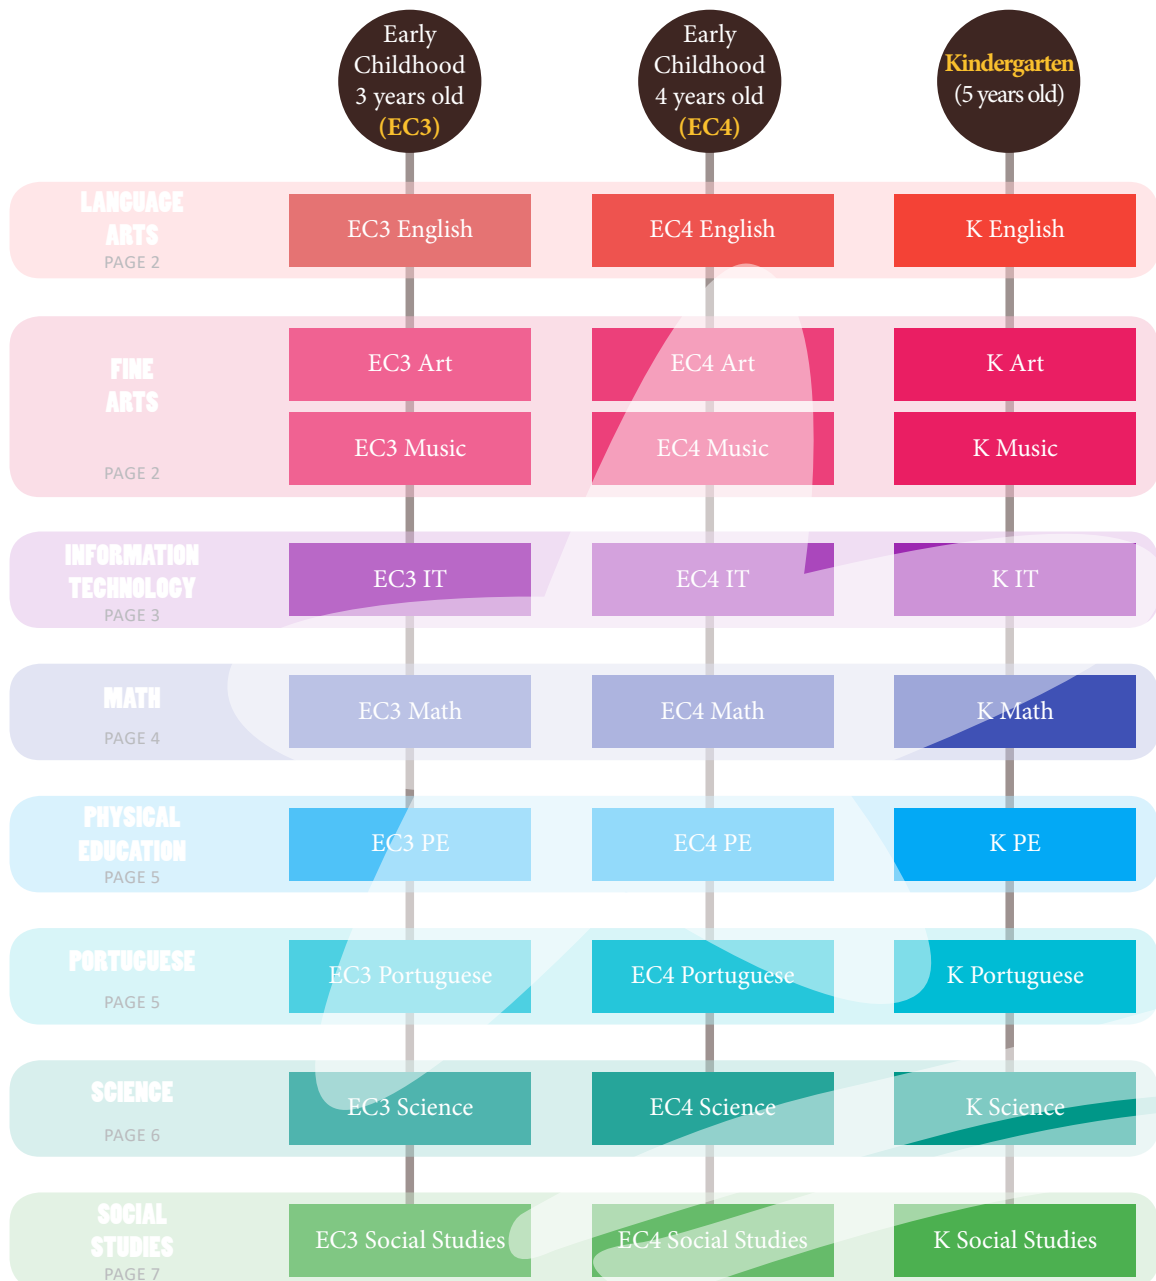 Early
Childhood
3 years old
(EC3)
Early
Childhood
4 years old
(EC4)
Kindergarten
(5 years old)
LANGUAGE
ARTS
PAGE 2
EC3 English
EC4 English
K English
FINE
ARTS
PAGE 2
EC3 Art
EC4 Art
K Art
EC3 Music
EC4 Music
K Music
INFORMATION
TECHNOLOGY
PAGE 3
EC3 IT
EC4 IT
K IT
MATH
PAGE 4
EC3 Math
EC4 Math
K Math
PHYSICAL
EDUCATION
PAGE 5
EC3 PE
EC4 PE
K PE
PORTUGUESE
PAGE 5
EC3 Portuguese
EC4 Portuguese
K Portuguese
SCIENCE
PAGE 6
EC3 Science
EC4 Science
K Science
SOCIAL
STUDIES
PAGE 7
EC3 Social Studies
EC4 Social Studies
K Social Studies